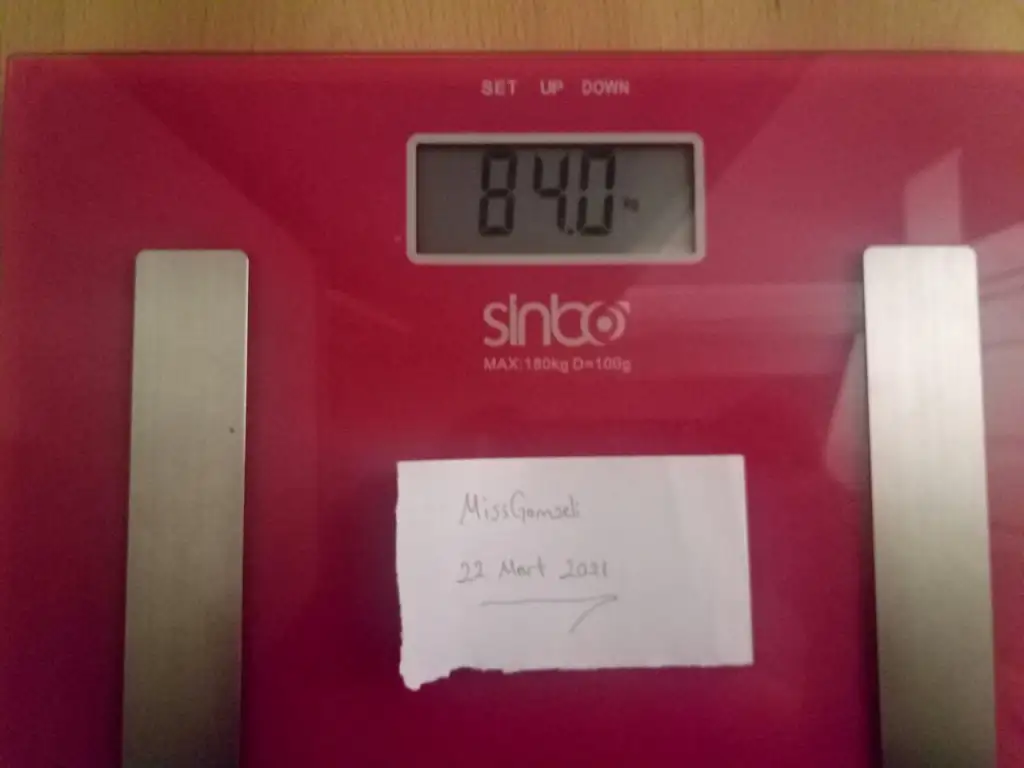 SET UP DOWN
84.0 kg
sinbo
MAX:180kg D=100g
MissGamseli
22 Mart 2021